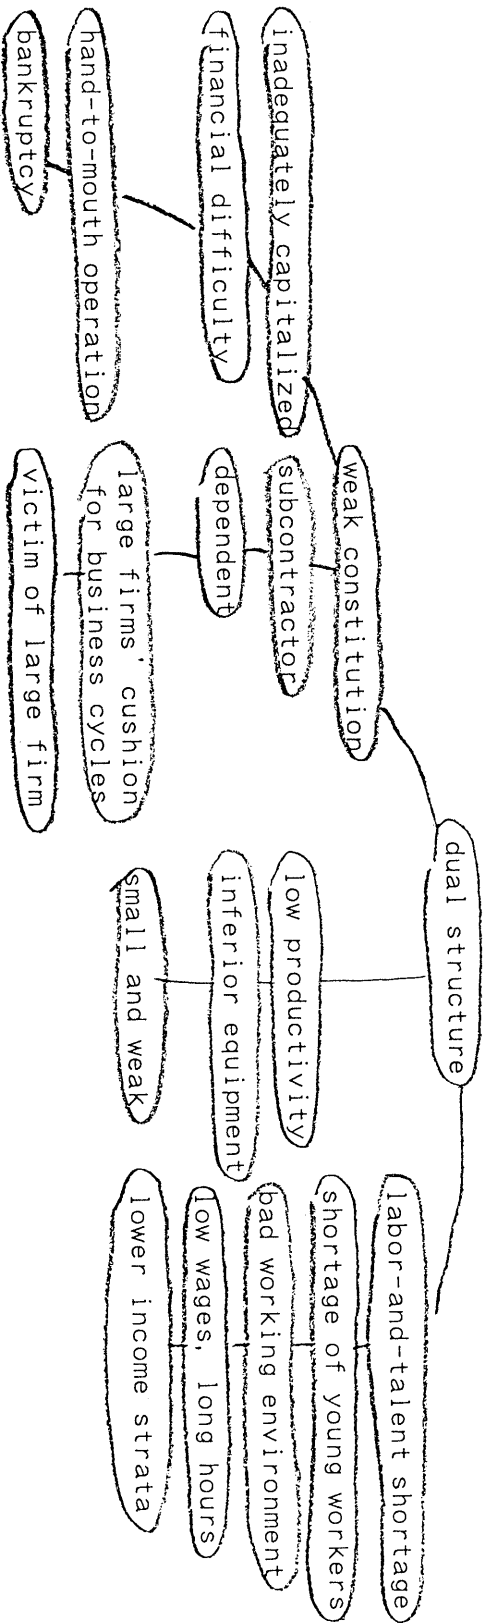 dual structure
weak constitution
inadequately capitalized
financial difficulty
hand-to-mouth operation
bankruptcy
subcontractor
dependent
large firms' cushion
for business cycles
victim of large firm
low productivity
inferior equipment
small and weak
labor-and-talent shortage
shortage of young workers
bad working environment
low wages, long hours
lower income strata